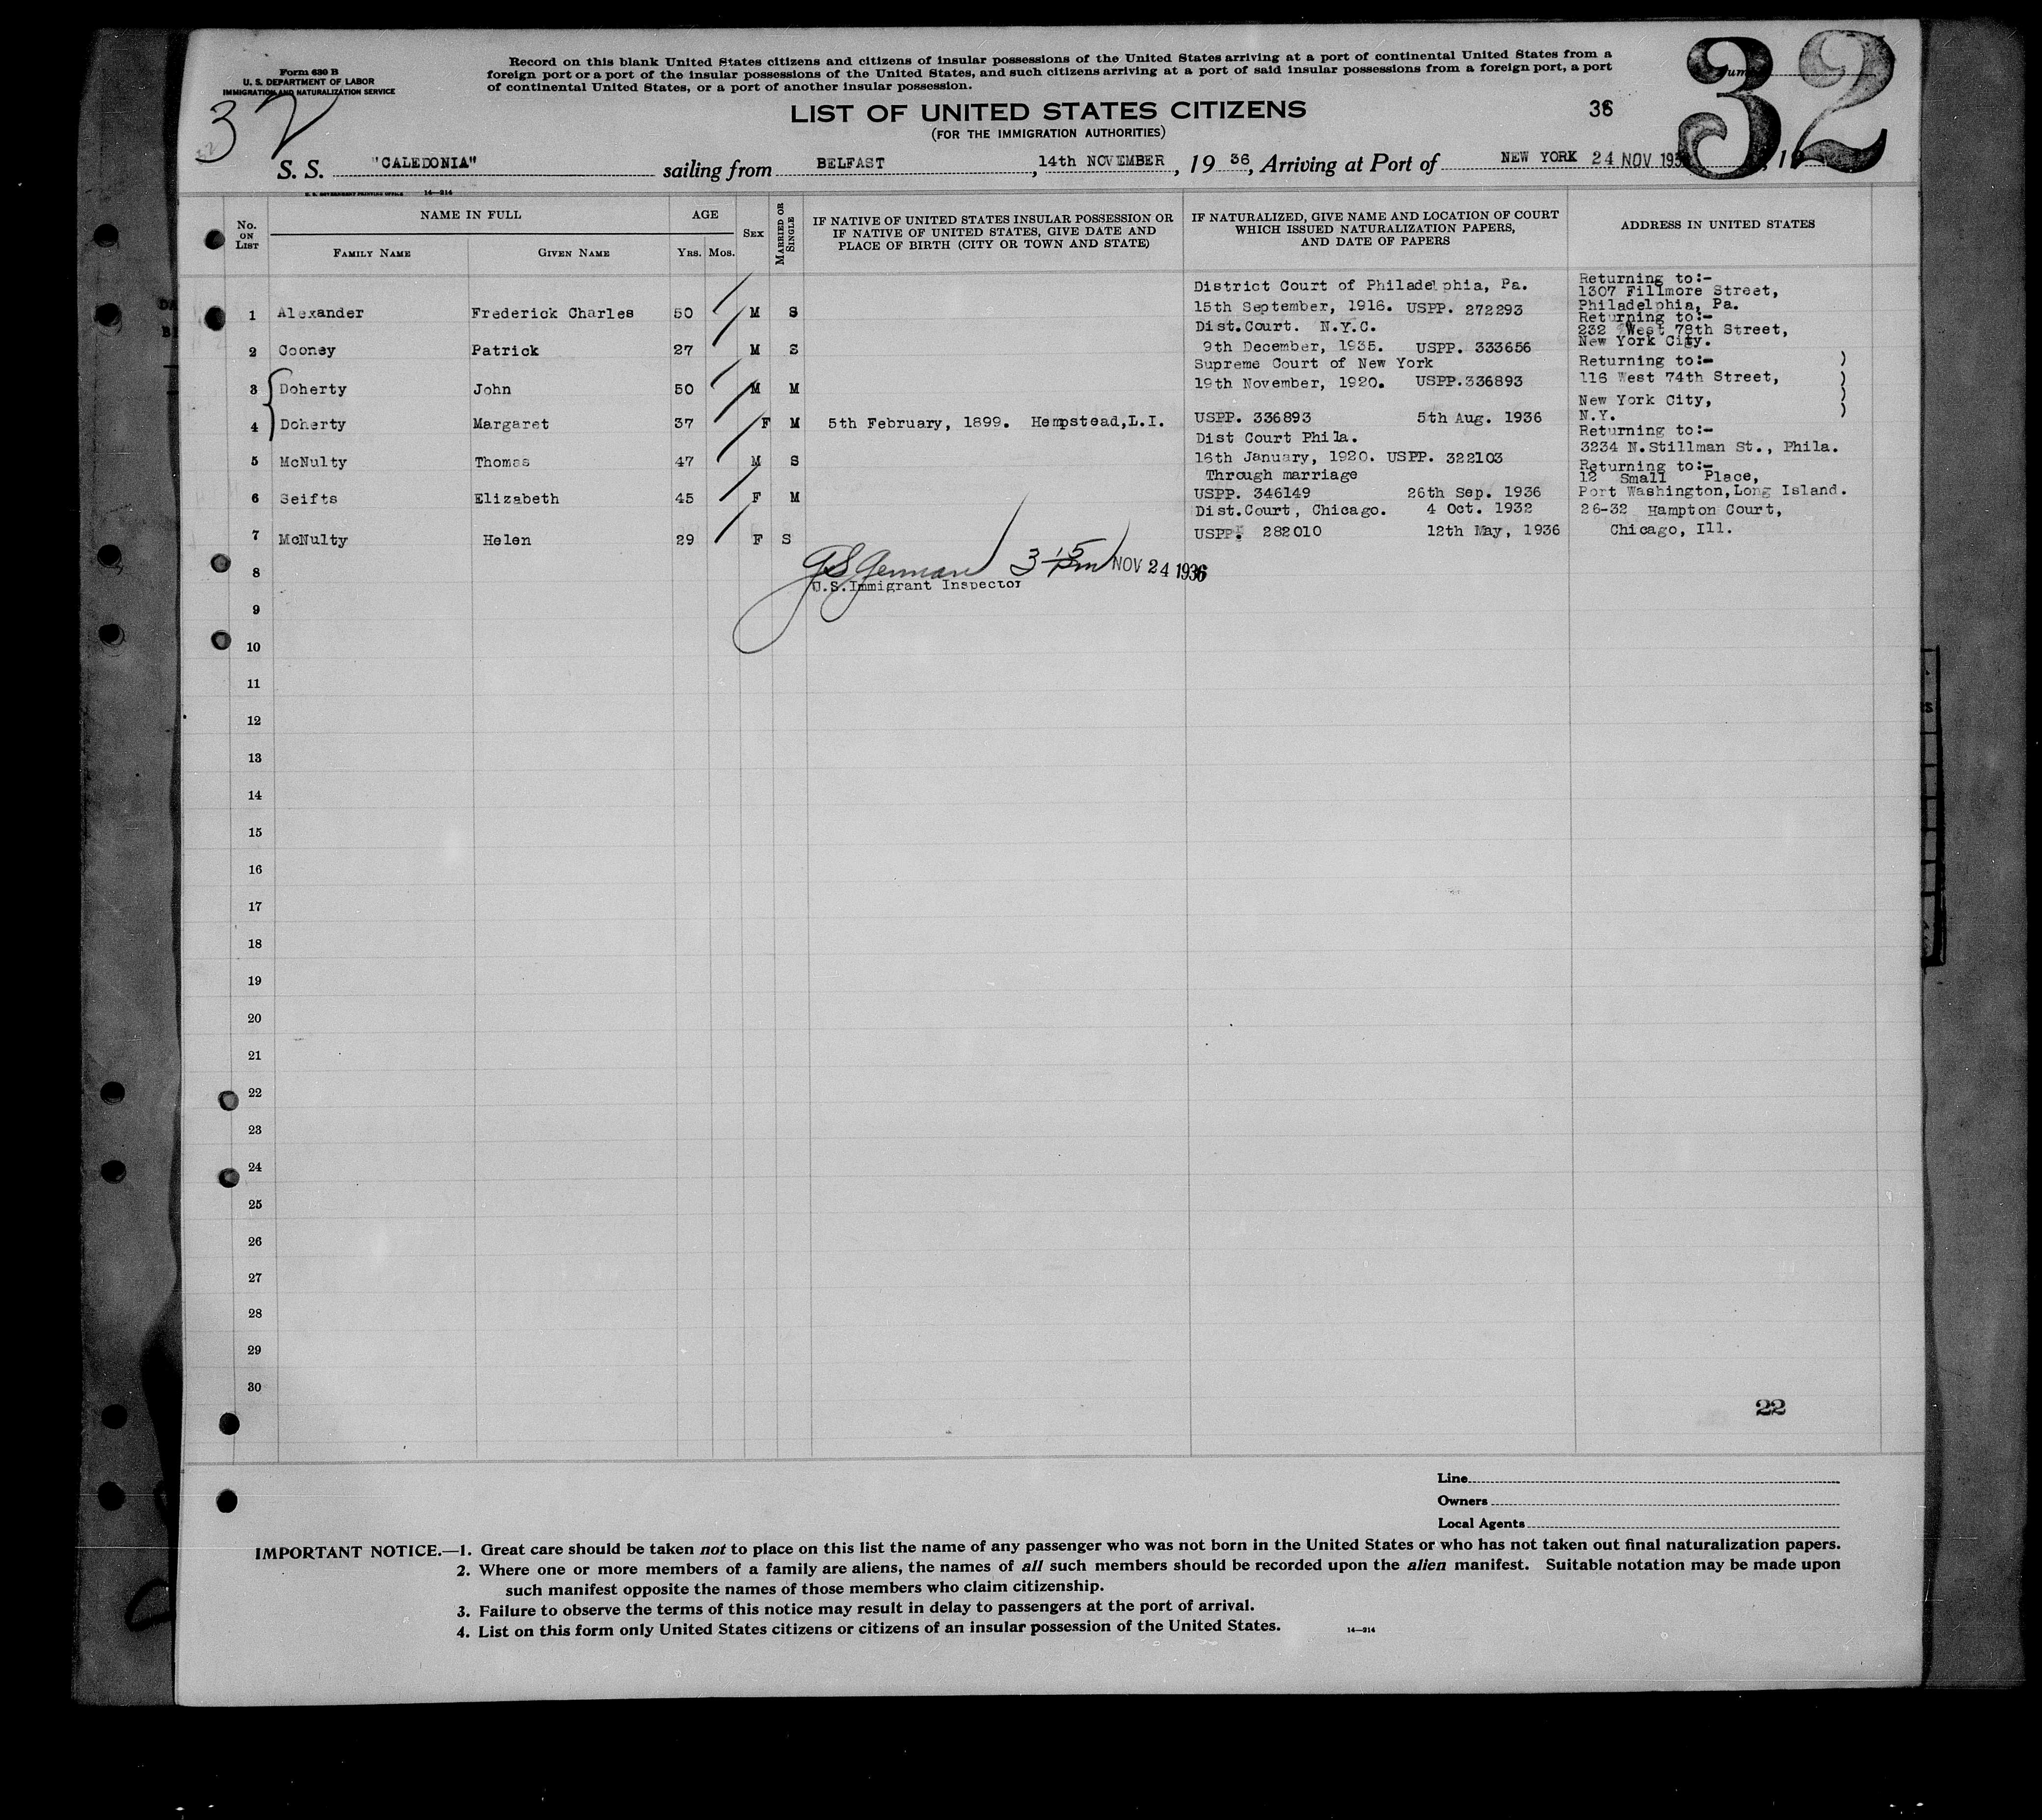 Form 630 B
U. S. DEPARTMENT OF LABOR
IMMIGRATION AND NATURALIZATION SERVICE
32
Record on this blank United States citizens and citizens of insular possessions of the United States arriving at a port of continental United States from a
foreign port or a port of the insular possessions of the United States, and such citizens arriving at a port of said insular possessions from a foreign port, a port
of continental United States, or a port of another insular possession.
32
LIST OF UNITED STATES CITIZENS
36
(FOR THE IMMIGRATION AUTHORITIES)
S. S. "CALEDONIA" sailing from BELFAST, 14th NOVEMBER, 19 36, Arriving at Port of NEW YORK 24 NOV 193
U. S. GOVERNMENT PRINTING OFFICE 14—214
No. ON LIST
NAME IN FULL
FAMILY NAME
GIVEN NAME
AGE
YRS. MOS.
SEX
MARRIED OR SINGLE
IF NATIVE OF UNITED STATES INSULAR POSSESSION OR
IF NATIVE OF UNITED STATES, GIVE DATE AND
PLACE OF BIRTH (CITY OR TOWN AND STATE)
IF NATURALIZED, GIVE NAME AND LOCATION OF COURT
WHICH ISSUED NATURALIZATION PAPERS,
AND DATE OF PAPERS
ADDRESS IN UNITED STATES
District Court of Philadelphia, Pa. Returning to:-
1307 Fillmore Street,
1 Alexander Frederick Charles 50 M S 15th September, 1916. USPP. 272293 Philadelphia, Pa.
Dist.Court. N.Y.C. Returning to:-
232 West 78th Street,
2 Cooney Patrick 27 M S 9th December, 1935. USPP. 333656 New York City.
Supreme Court of New York Returning to:- )
3 Doherty John 50 M M 19th November, 1920. USPP.336893 116 West 74th Street, )
New York City, )
4 Doherty Margaret 37 F M 5th February, 1899. Hempstead,L.I. USPP. 336893 5th Aug. 1936 N.Y. )
Dist Court Phila. Returning to:-
5 McNulty Thomas 47 M S 16th January, 1920. USPP. 322103 3234 N.Stillman St., Phila.
Through marriage Returning to:-
12 Small Place,
6 Seifts Elizabeth 45 F M USPP. 346149 26th Sep. 1936 Port Washington,Long Island.
Dist.Court, Chicago. 4 Oct. 1932 26-32 Hampton Court,
7 McNulty Helen 29 F S USPP. 282010 12th May, 1936 Chicago, Ill.
NOV 24 1936
8
U.S.Immigrant Inspector
9
10
11
12
13
14
15
16
17
18
19
20
21
22
23
24
25
26
27
28
29
30
22
Line
Owners
Local Agents
IMPORTANT NOTICE.—1. Great care should be taken not to place on this list the name of any passenger who was not born in the United States or who has not taken out final naturalization papers.
2. Where one or more members of a family are aliens, the names of all such members should be recorded upon the alien manifest. Suitable notation may be made upon
such manifest opposite the names of those members who claim citizenship.
3. Failure to observe the terms of this notice may result in delay to passengers at the port of arrival.
4. List on this form only United States citizens or citizens of an insular possession of the United States. 14—214